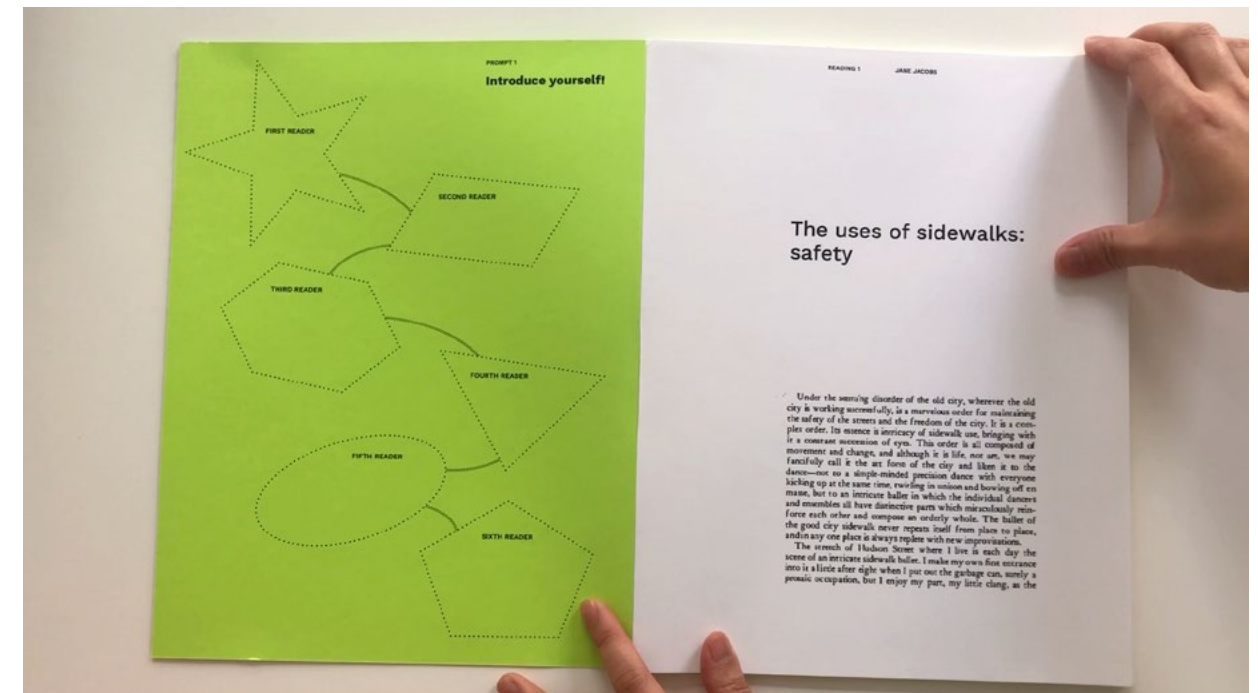 PROMPT 1
Introduce yourself!
FIRST READER
SECOND READER
THIRD READER
FOURTH READER
FIFTH READER
SIXTH READER
READING 1 JANE JACOBS
The uses of sidewalks:
safety
Under the seeming disorder of the old city, wherever the old
city is working successfully, is a marvelous order for maintaining
the safety of the streets and the freedom of the city. It is a com-
plex order. Its essence is intricacy of sidewalk use, bringing with
it a constant succession of eyes. This order is all composed of
movement and change, and although it is life, not art, we may
fancifully call it the art form of the city and liken it to the
dance—not to a simple-minded precision dance with everyone
kicking up at the same time, twirling in unison and bowing off en
masse, but to an intricate ballet in which the individual dancers
and ensembles all have distinctive parts which miraculously rein-
force each other and compose an orderly whole. The ballet of
the good city sidewalk never repeats itself from place to place,
and in any one place is always replete with new improvisations.
The stretch of Hudson Street where I live is each day the
scene of an intricate sidewalk ballet. I make my own first entrance
into it a little after eight when I put out the garbage can, surely a
prosaic occupation, but I enjoy my part, my little clang, as the